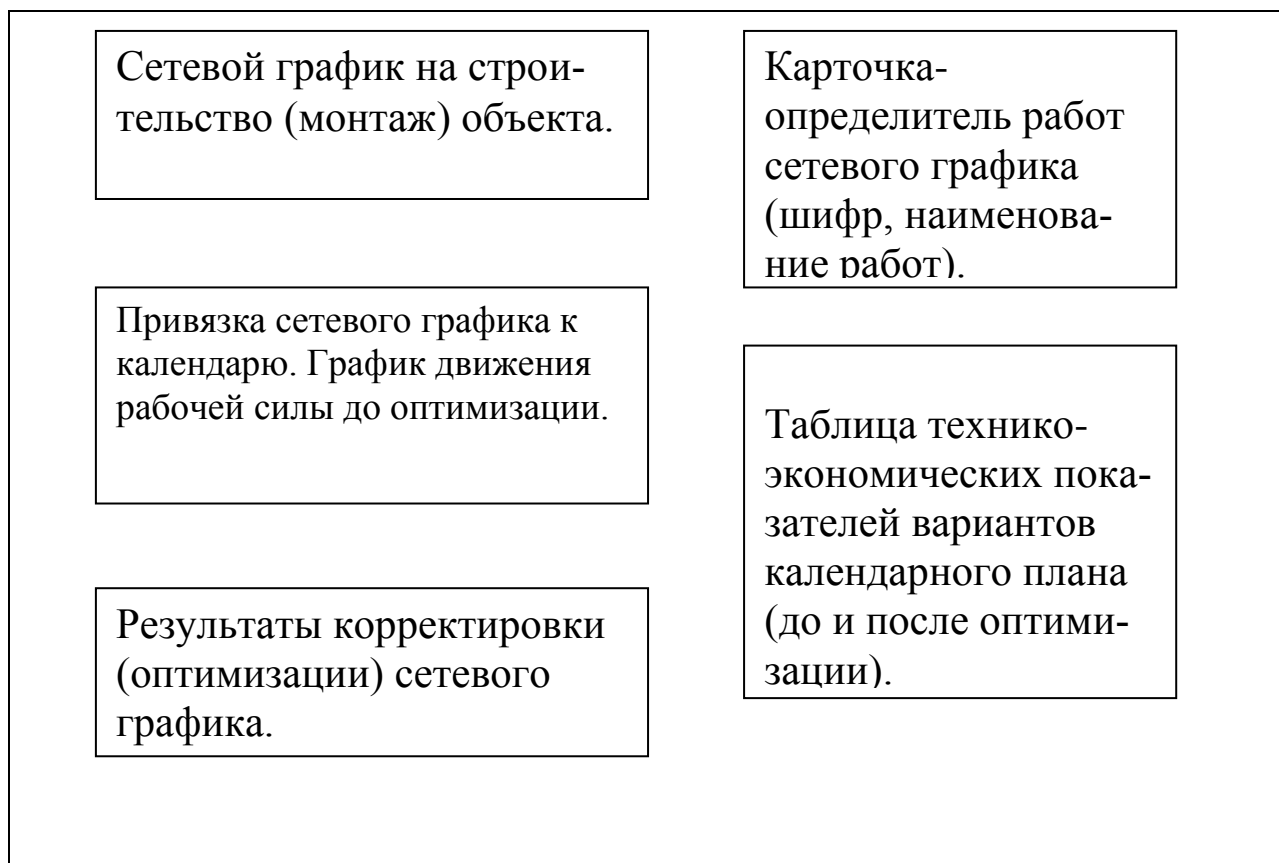 Сетевой график на строи-
тельство (монтаж) объекта.
Привязка сетевого графика к
календарю. График движения
рабочей силы до оптимизации.
Результаты корректировки
(оптимизации) сетевого
графика.
Карточка-
определитель работ
сетевого графика
(шифр, наименова-
ние работ).
Таблица технико-
экономических пока-
зателей вариантов
календарного плана
(до и после оптими-
зации).